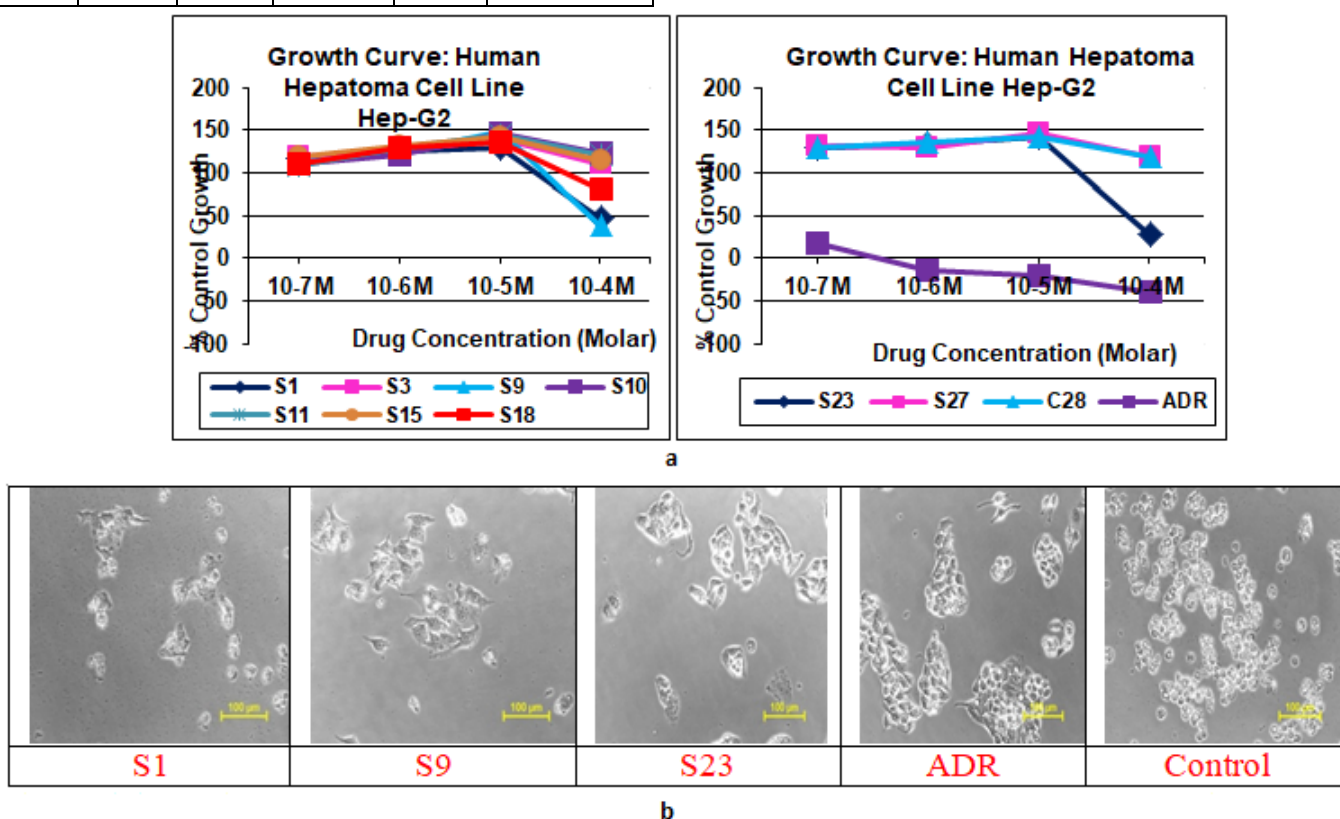 Growth Curve: Human
Hepatoma Cell Line
Hep-G2
200
150
100
50
0
50
-100
% Control Growth
10-7M 10-6M 10-5M 10-4M
Drug Concentration (Molar)
S1 S3 S9 S10
S11 S15 S18
Growth Curve: Human Hepatoma
Cell Line Hep-G2
200
150
100
50
0
50
100
% Control Growth
10-7M 10-6M 10-5M 10-4M
Drug Concentration (Molar)
S23 S27 C28 ADR
a
100 µm 100 µm 100 µm 100 µm 100 µm
S1 S9 S23 ADR Control
b